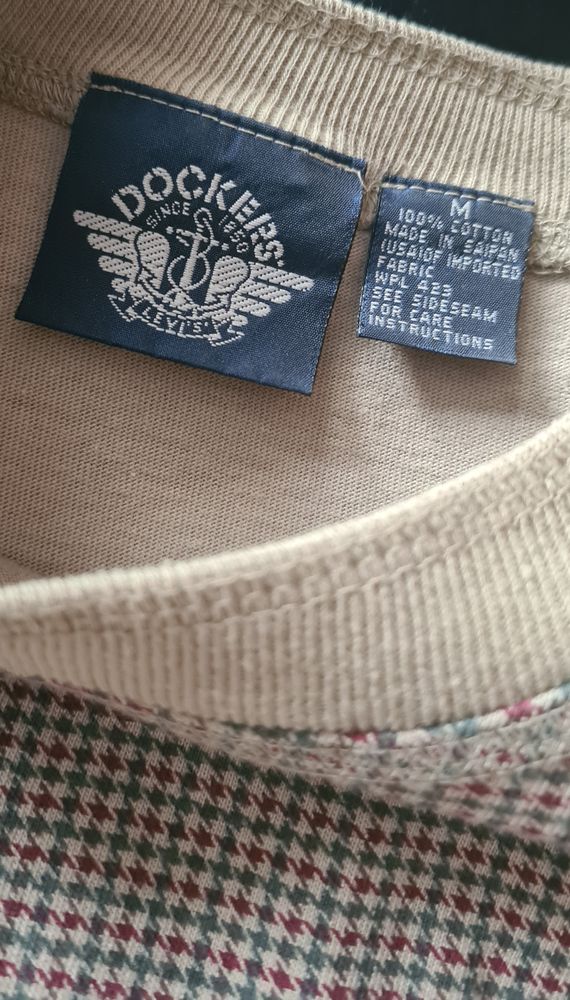 DOCKERS
SINCE 1850
LEVI'S
M
100% COTTON
MADE IN SAIPAN
(USA)OF IMPORTED
FABRIC
WPL 423
SEE SIDESEAM
FOR CARE
INSTRUCTIONS